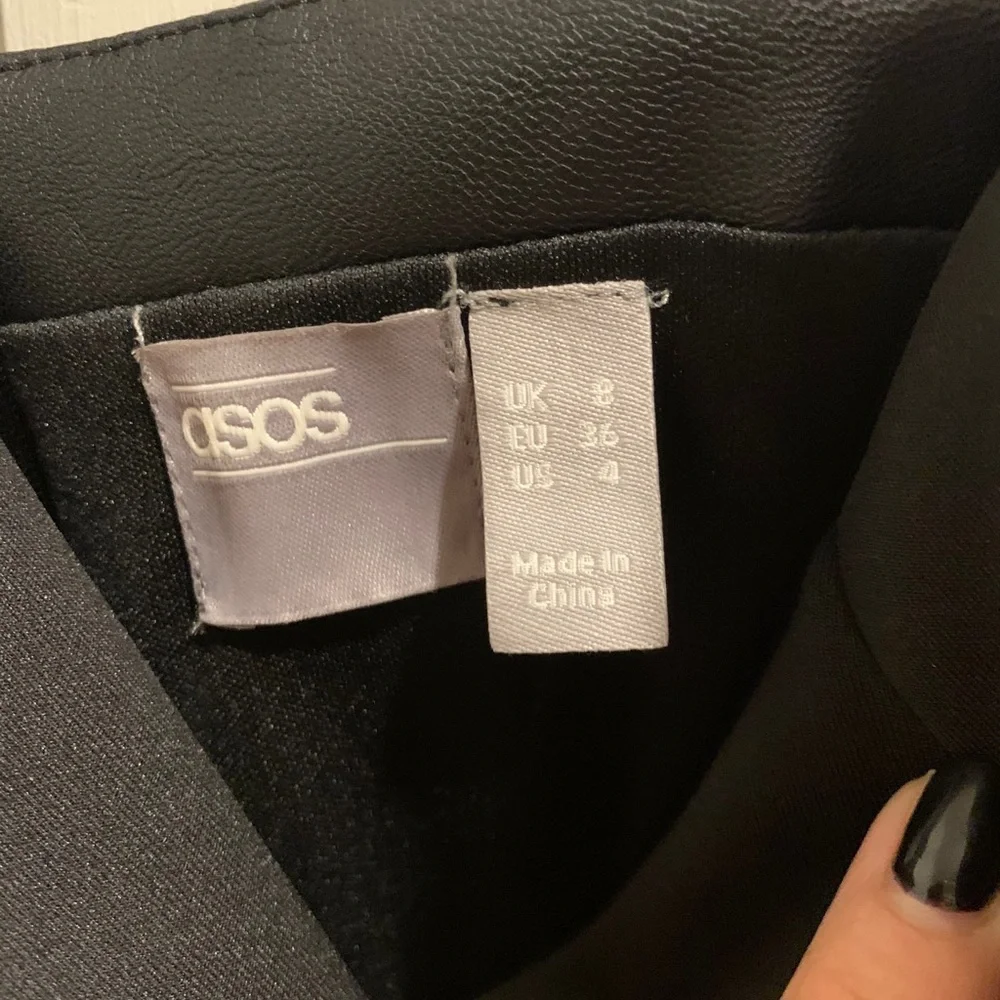 asos
UK 8
EU 36
US 4
Made in
China